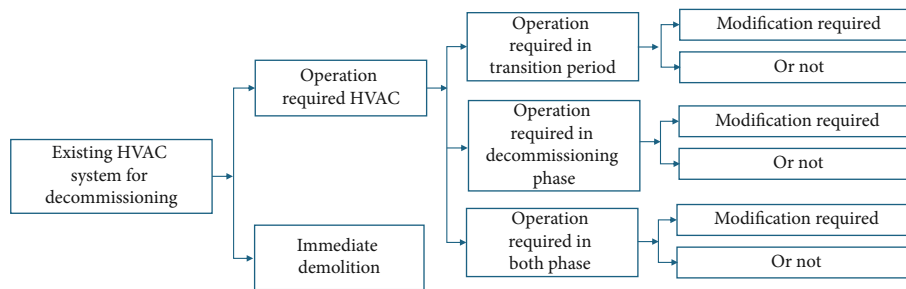 Existing HVAC
system for
decommissioning
Operation
required HVAC
Immediate
demolition
Operation
required in
transition period
Operation
required in
decommissioning
phase
Operation
required in
both phase
Modification required
Or not
Modification required
Or not
Modification required
Or not